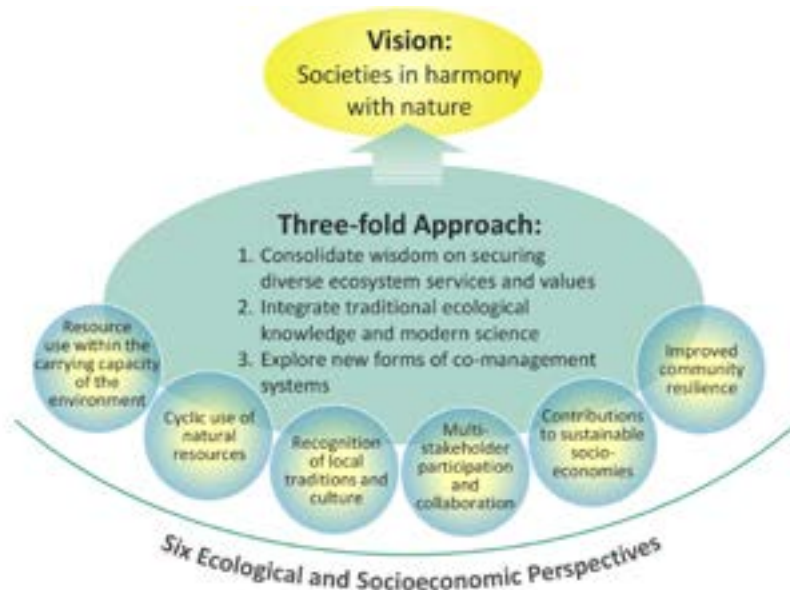 Vision:
Societies in harmony
with nature
Three-fold Approach:
1. Consolidate wisdom on securing
diverse ecosystem services and values
2. Integrate traditional ecological
knowledge and modern science
3. Explore new forms of co-management
systems
Resource
use within the
carrying capacity
of the
environment
Cyclic use of
natural
resources
Recognition
of local
traditions and
culture
Multi-
stakeholder
participation
and
collaboration
Contributions
to sustainable
socio-
economies
Improved
community
resilience
Six Ecological and Socioeconomic Perspectives